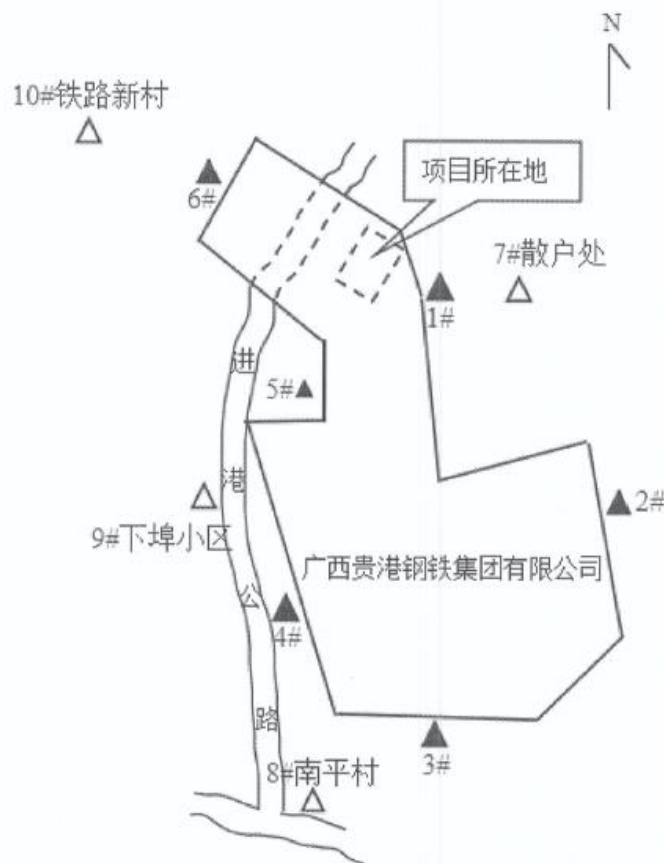 N
10#铁路新村
项目所在地
6#
7#散户处
1#
进
5#
港
2#
9#下埠小区
广西贵港钢铁集团有限公司
公
4#
路
3#
8#南平村